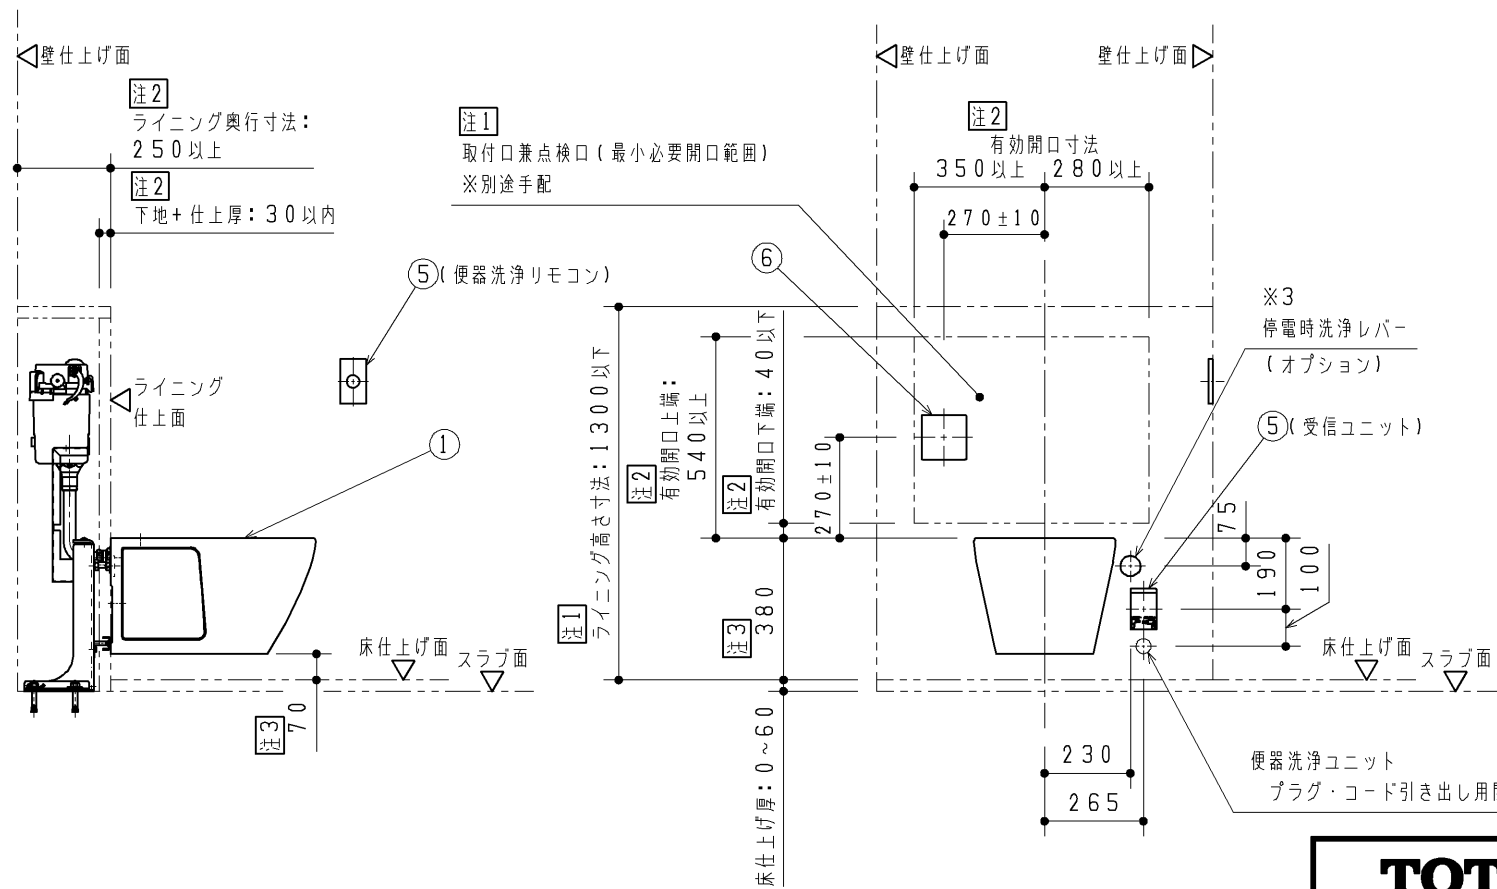 壁仕上げ面
注2
ライニング奥行寸法:
250以上
注2
下地+仕上厚:30以内
⑤(便器洗浄リモコン)
ライニング
仕上面
①
床仕上げ面
スラブ面
注3
70
注1
取付口兼点検口(最小必要開口範囲)
※別途手配
⑥
壁仕上げ面
壁仕上げ面
注2
有効開口寸法
350以上
280以上
270±10
注1
ライニング高さ寸法:1300以下
注2
有効開口上端:
540以上
注2
有効開口下端:40以下
270±10
注3
380
床仕上げ厚:0~60
※3
停電時洗浄レバー
(オプション)
⑤(受信ユニット)
75
190
100
床仕上げ面
スラブ面
230
265
便器洗浄ユニット
プラグ・コード引き出し用
TOT